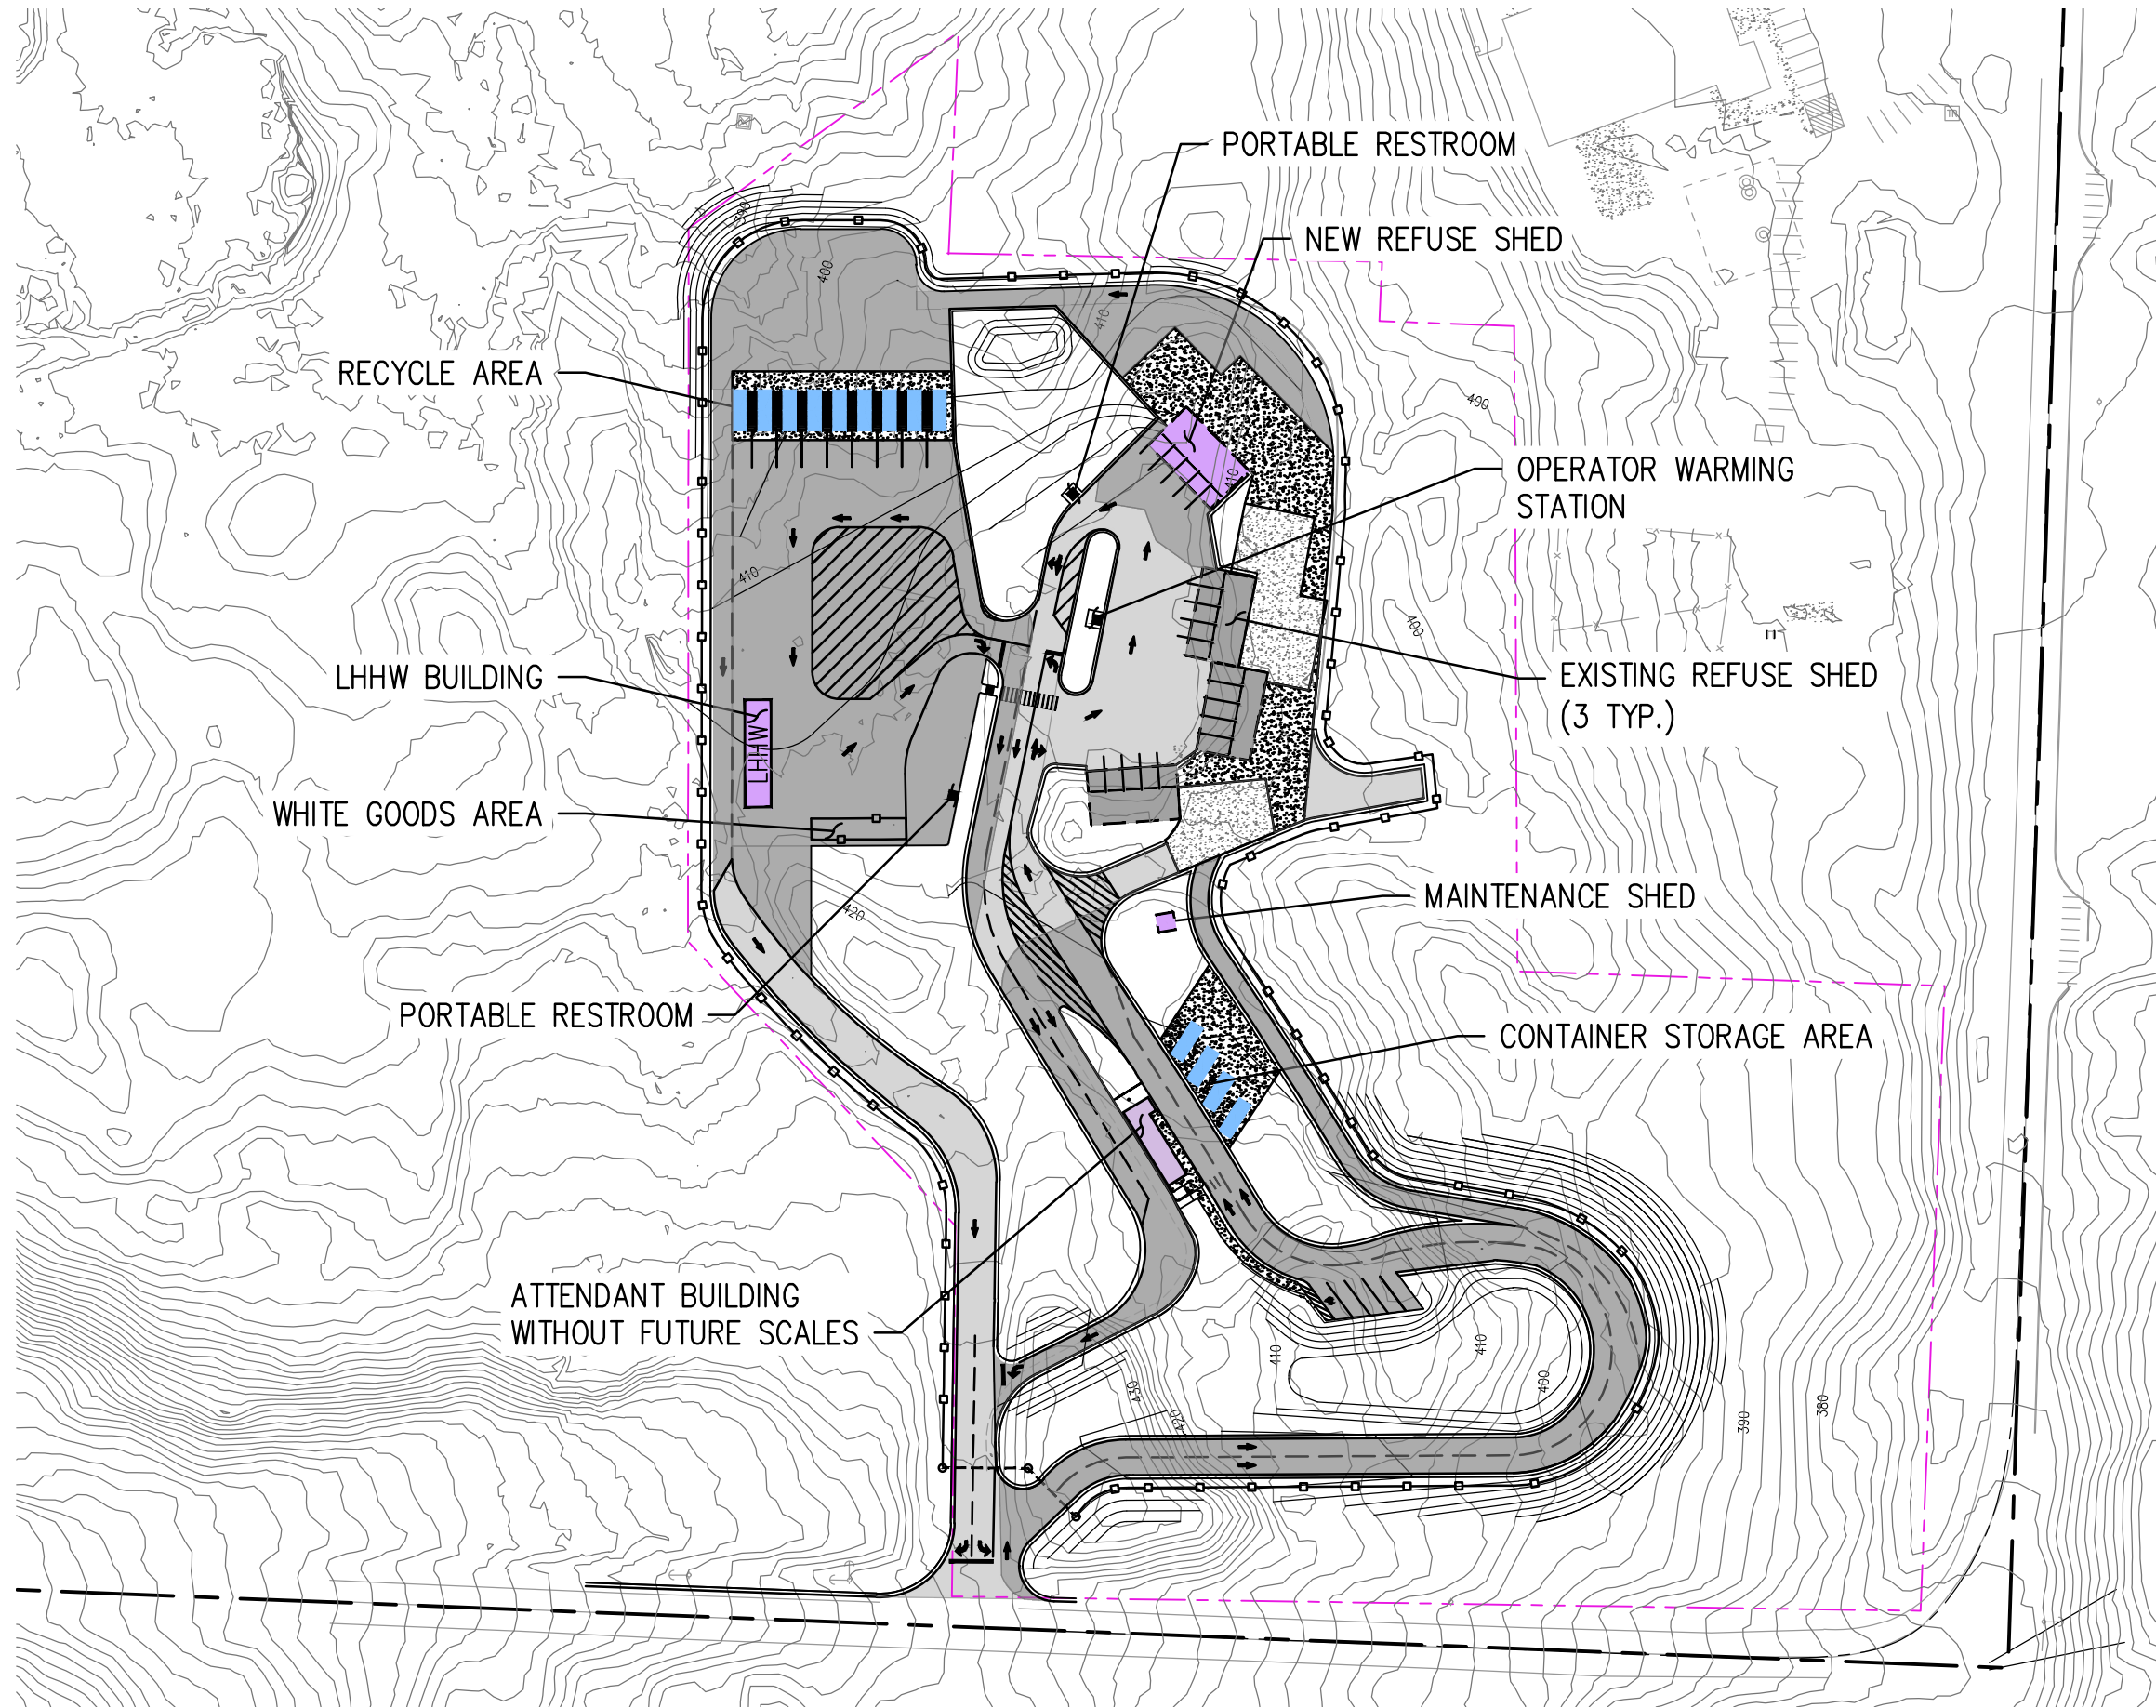 PORTABLE RESTROOM
NEW REFUSE SHED
RECYCLE AREA
OPERATOR WARMING
STATION
LHHW BUILDING
EXISTING REFUSE SHED
(3 TYP.)
WHITE GOODS AREA
MAINTENANCE SHED
PORTABLE RESTROOM
CONTAINER STORAGE AREA
ATTENDANT BUILDING
WITHOUT FUTURE SCALES
LHHW
390
400
410
410
400
410
400
420
430
420
410
410
400
390
380